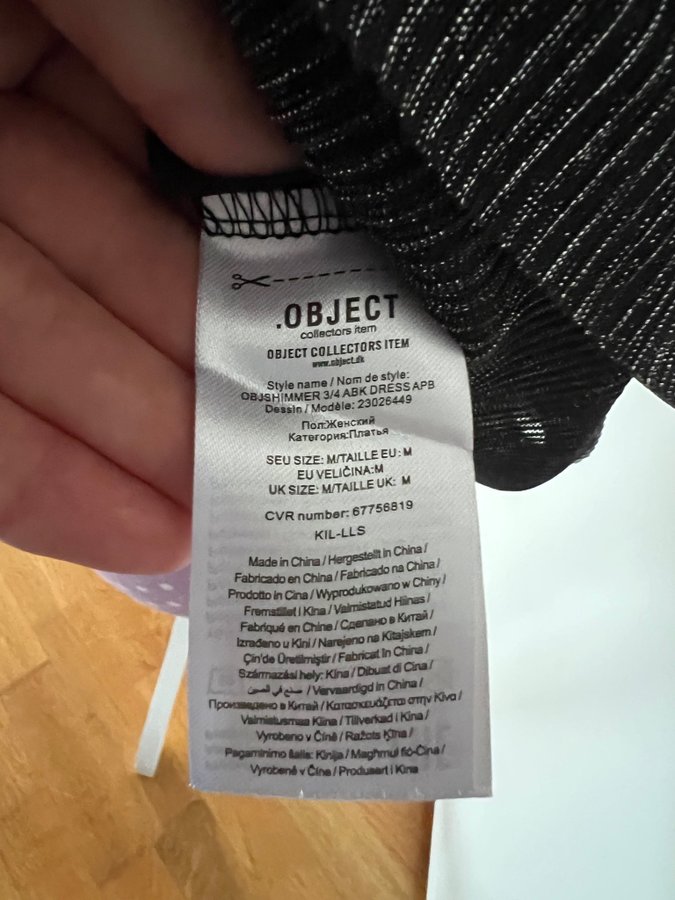 .OBJECT
collectors item
OBJECT COLLECTORS ITEM
www.object.dk
Style name / Nom de style:
OBJSHIMMER 3/4 ABK DRESS APB
Dessin / Modèle: 23026449
Пол:Женский
Категория:Платья
SEU SIZE: M/TAILLE EU: M
EU VELIČINA:M
UK SIZE: M/TAILLE UK: M
CVR number: 67756819
KIL-LLS
Made in China / Hergestellt in China /
Fabricado en China / Fabricado na China /
Prodotto in Cina / Wyprodukowano w Chiny /
Fremstillet i Kina / Valmistatud Hiinas /
Fabriqué en Chine / Сделано в Китай /
Izrađeno u Kini / Narejeno na Kitajskem /
Çin'de Üretilmiştir / Fabricat în China /
Származási hely: Kína / Dibuat di Cina /
صنع في الصين / Vervaardigd in China /
Произведено в Китай / Κατασκευάζεται στην Κίνα /
Valmistusmaa Kiina / Tillverkad i Kina /
Vyrobeno v Číně / Ražots Ķīna /
Pagaminimo šalis: Kinija / Magħmul fiċ-Ċina /
Vyrobené v Číne / Produsert i Kina